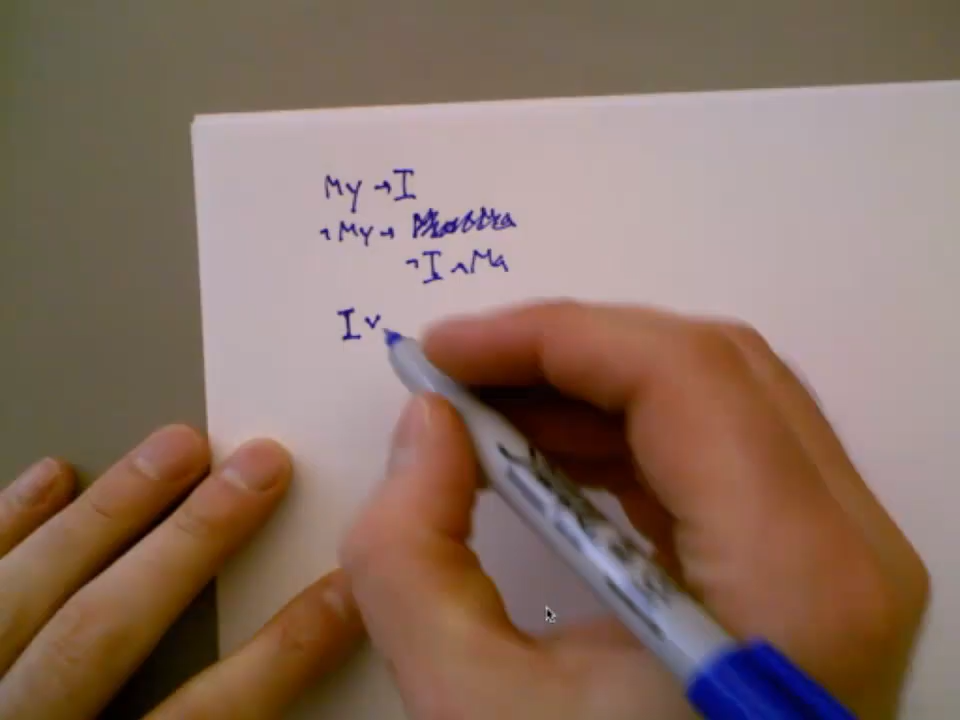 My → I
¬My →
¬I ∧ Ma
I ∨